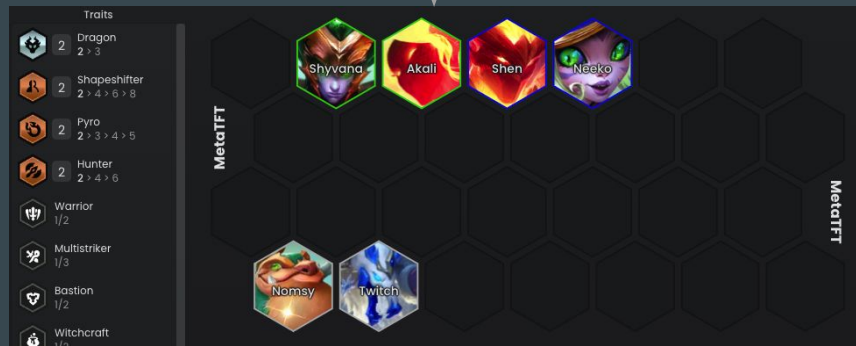 Traits
2 Dragon
2 > 3
2 Shapeshifter
2 > 4 > 6 > 8
2 Pyro
2 > 3 > 4 > 5
2 Hunter
2 > 4 > 6
Warrior
1/2
Multistriker
1/3
Bastion
1/2
Witchcraft
Shyvana Akali Shen Neeko
MetaTFT
MetaTFT
Nomsy Twitch